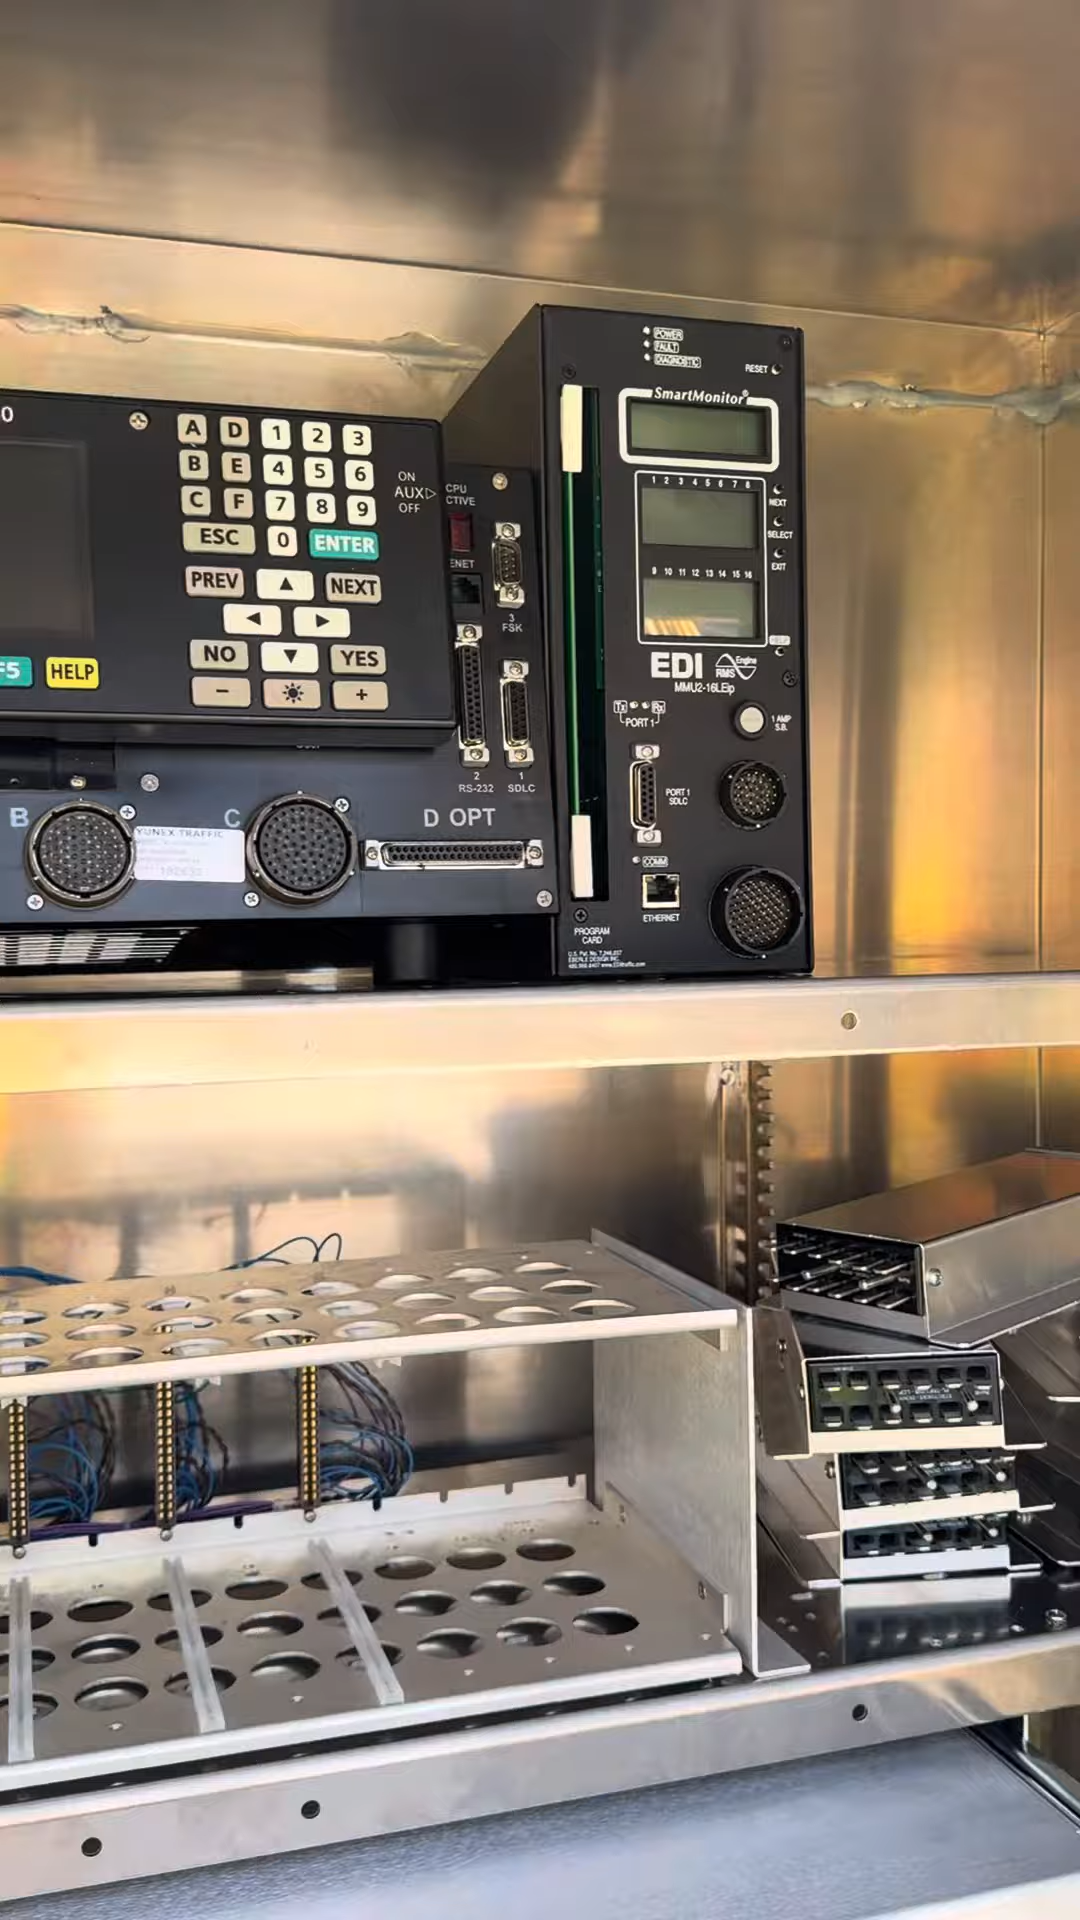 0
A D 1 2 3
B E 4 5 6
C F 7 8 9
ESC 0 ENTER
PREV NEXT
NO YES
- +
F5 HELP
ON
AUX
OFF
CPU
CTIVE
ENET
3
FSK
2
RS-232
1
SDLC
B
C
D OPT
YUNEX TRAFFIC
POWER
FAULT
DIAGNOSTIC
RESET
SmartMonitor®
1 2 3 4 5 6 7 8
NEXT
SELECT
EXIT
9 10 11 12 13 14 15 16
HELP
EDI
RMS
Engine
MMU2-16LEip
Tx Rx
PORT 1
1 AMP
S.B.
PORT 1
SDLC
COMM
ETHERNET
PROGRAM
CARD
EBERLE DESIGN INC.